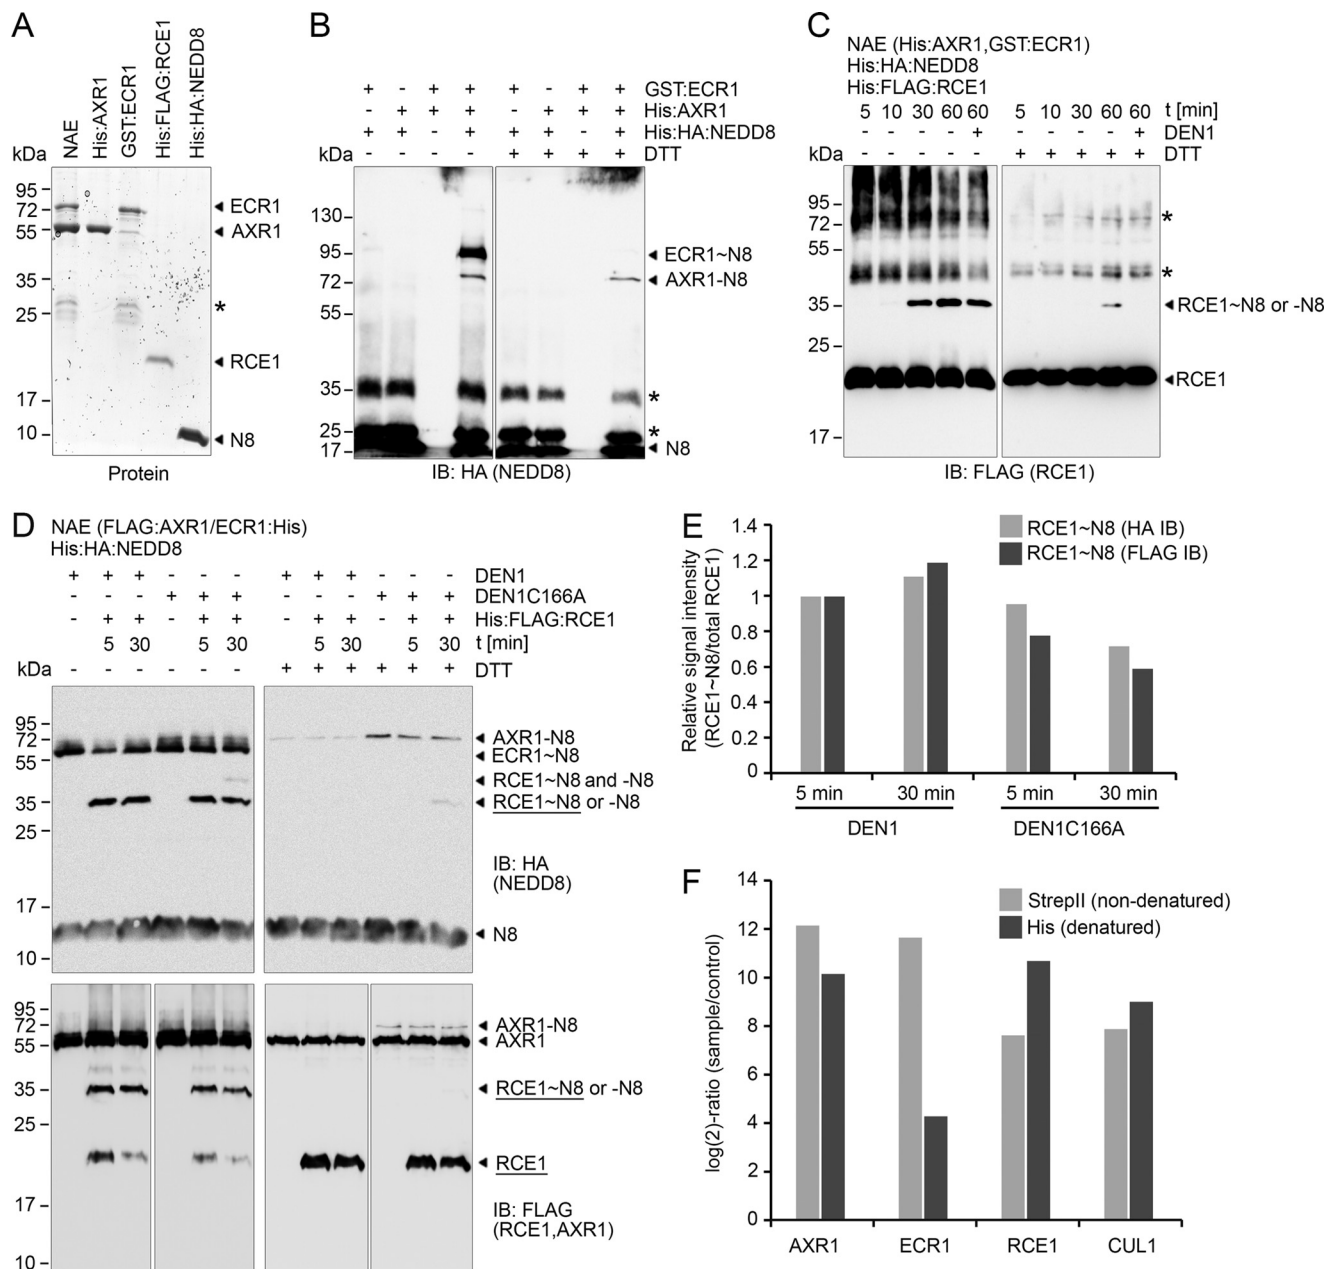 A
NAE
His:AXR1
GST:ECR1
His:FLAG:RCE1
His:HA:NEDD8
kDa
95
72
55
35
25
17
10
ECR1
AXR1
*
RCE1
N8
Protein
B
+ - + + + - + + GST:ECR1
- + + + - + + + His:AXR1
+ + - + + + - + His:HA:NEDD8
kDa - - - - + + + + DTT
130
95
72
55
35
25
17
ECR1~N8
AXR1-N8
*
*
N8
IB: HA (NEDD8)
C
NAE (His:AXR1,GST:ECR1)
His:HA:NEDD8
His:FLAG:RCE1
5 10 30 60 60 5 10 30 60 60 t [min]
- - - - + - - - - + DEN1
kDa - - - - - + + + + + DTT
95
72
55
35
25
17
*
*
RCE1~N8 or -N8
RCE1
IB: FLAG (RCE1)
D
NAE (FLAG:AXR1/ECR1:His)
His:HA:NEDD8
+ + + - - - + + + - - - DEN1
- - - + + + - - - + + + DEN1C166A
- + + - + + - + + - + + His:FLAG:RCE1
5 30 5 30 5 30 5 30 t [min]
kDa - - - - - - + + + + + + DTT
95
72
55
35
25
17
10
AXR1-N8
ECR1~N8
RCE1~N8 and -N8
RCE1~N8 or -N8
IB: HA
(NEDD8)
N8
95
72
55
35
25
17
10
AXR1-N8
AXR1
RCE1~N8 or -N8
RCE1
IB: FLAG
(RCE1,AXR1)
E
Relative signal intensity
(RCE1~N8/total RCE1)
1.4
1.2
1
0.8
0.6
0.4
0.2
0
RCE1~N8 (HA IB)
RCE1~N8 (FLAG IB)
5 min 30 min 5 min 30 min
DEN1 DEN1C166A
F
log(2)-ratio (sample/control)
14
12
10
8
6
4
2
0
StrepII (non-denatured)
His (denatured)
AXR1 ECR1 RCE1 CUL1